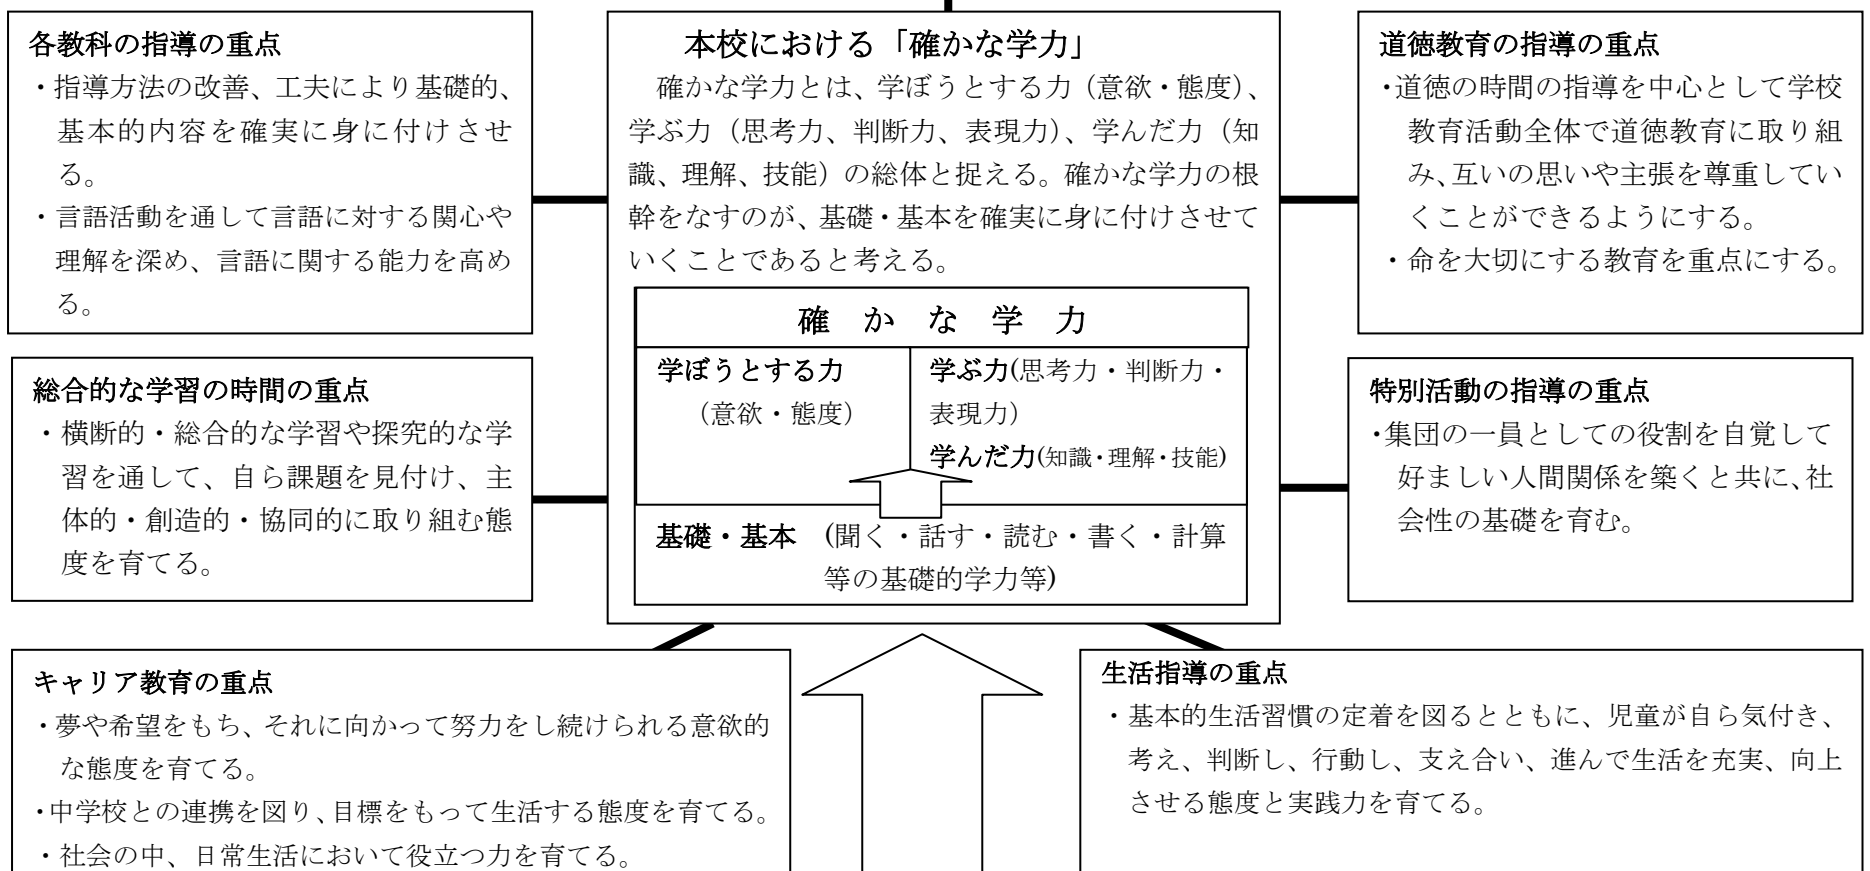 各教科の指導の重点
・指導方法の改善、工夫により基礎的、
基本的内容を確実に身に付けさせ
る。
・言語活動を通して言語に対する関心や
理解を深め、言語に関する能力を高め
る。
本校における「確かな学力」
確かな学力とは、学ぼうとする力（意欲・態度）、
学ぶ力（思考力、判断力、表現力）、学んだ力（知
識、理解、技能）の総体と捉える。確かな学力の根
幹をなすのが、基礎・基本を確実に身に付けさせて
いくことであると考える。
確 か な 学 力
学ぼうとする力
（意欲・態度）
学ぶ力(思考力・判断力・
表現力）
学んだ力(知識・理解・技能)
基礎・基本 (聞く・話す・読む・書く・計算
等の基礎的学力等)
道徳教育の指導の重点
・道徳の時間の指導を中心として学校
教育活動全体で道徳教育に取り組
み、互いの思いや主張を尊重してい
くことができるようにする。
・命を大切にする教育を重点にする。
総合的な学習の時間の重点
・横断的・総合的な学習や探究的な学
習を通して、自ら課題を見付け、主
体的・創造的・協同的に取り組む態
度を育てる。
特別活動の指導の重点
・集団の一員としての役割を自覚して
好ましい人間関係を築くと共に、社
会性の基礎を育む。
キャリア教育の重点
・夢や希望をもち、それに向かって努力をし続けられる意欲的
な態度を育てる。
・中学校との連携を図り、目標をもって生活する態度を育てる。
・社会の中、日常生活において役立つ力を育てる。
生活指導の重点
・基本的生活習慣の定着を図るとともに、児童が自ら気付き、
考え、判断し、行動し、支え合い、進んで生活を充実、向上
させる態度と実践力を育てる。